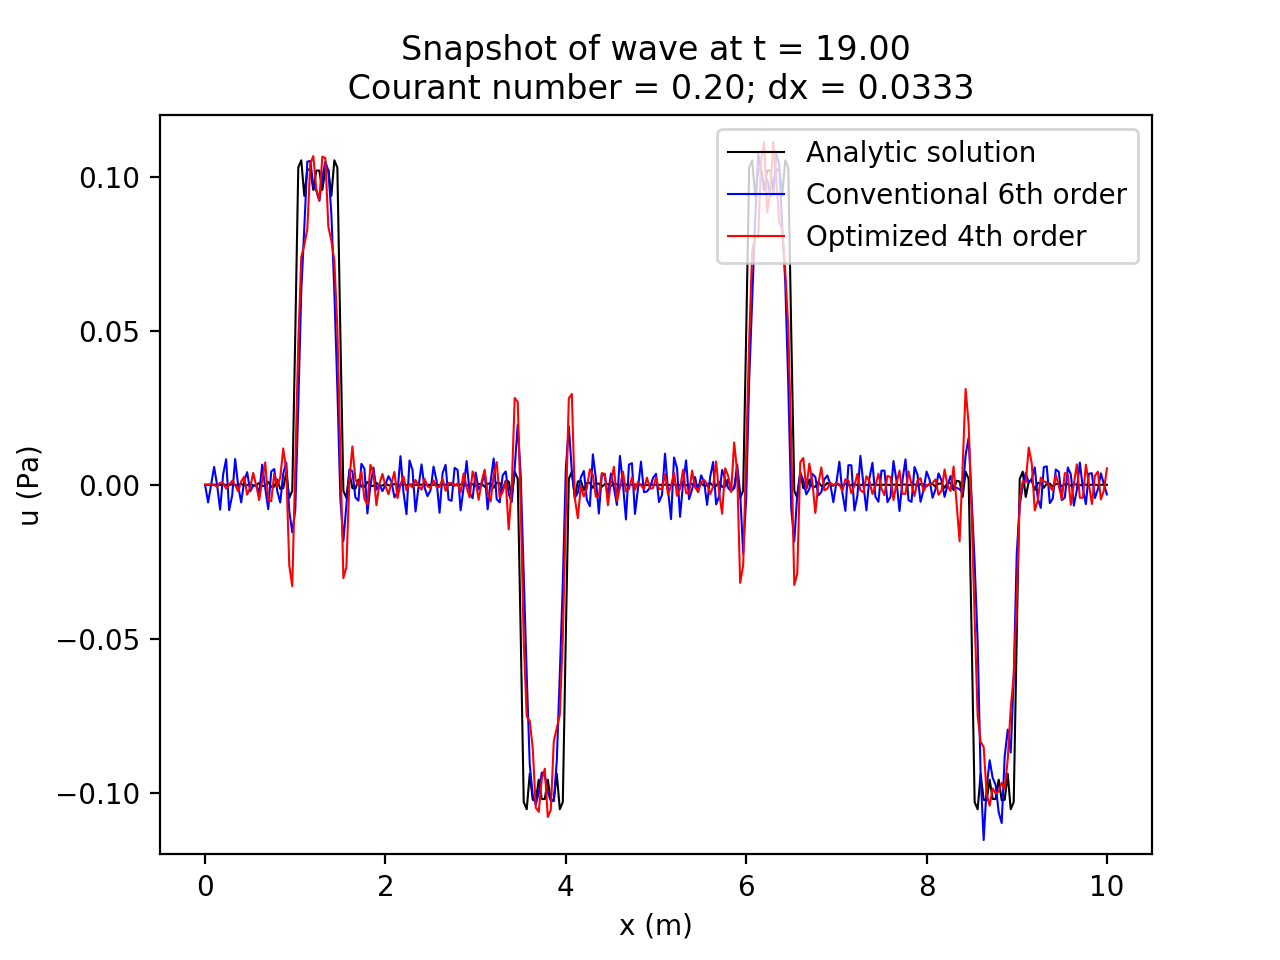 Snapshot of wave at t = 19.00
Courant number = 0.20; dx = 0.0333
Analytic solution
Conventional 6th order
Optimized 4th order
0.10
0.05
0.00
−0.05
−0.10
u (Pa)
0 2 4 6 8 10
x (m)